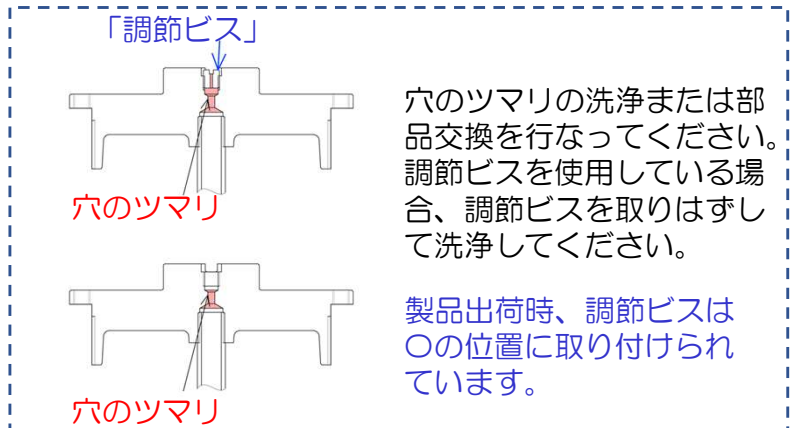 「調節ビス」
穴のツマリ
穴のツマリ
穴のツマリの洗浄または部
品交換を行なってください。
調節ビスを使用している場
合、調節ビスを取りはずし
て洗浄してください。
製品出荷時、調節ビスは
〇の位置に取り付けられ
ています。